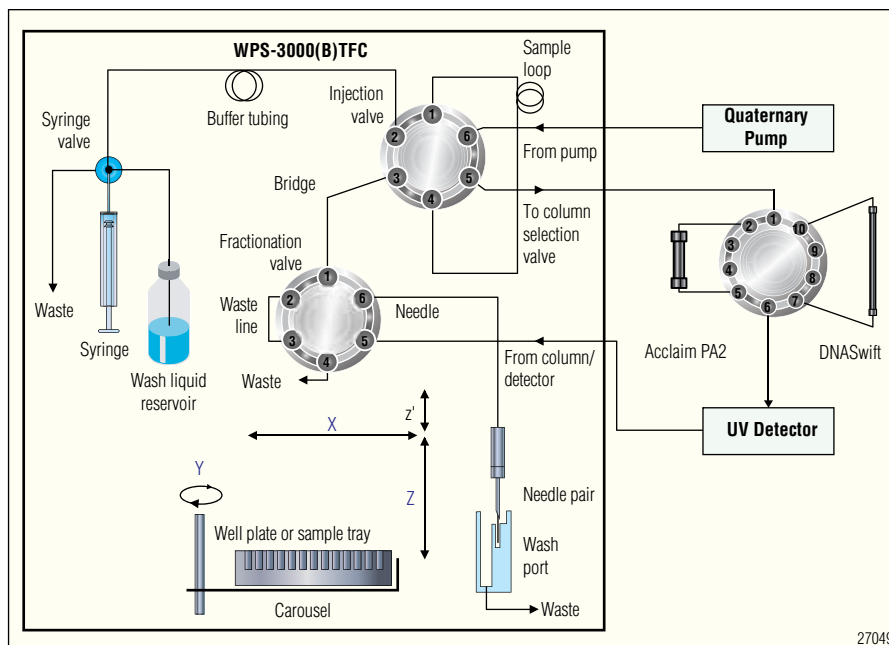 WPS-3000(B)TFC
Sample
loop
Injection
valve
Buffer tubing
Syringe
valve
Quaternary
Pump
From pump
Bridge
To column
selection
valve
Fractionation
valve
Waste
line
Needle
Waste
Syringe
Wash liquid
reservoir
Waste
From column/
detector
Acclaim PA2
DNASwift
UV Detector
X
z'
Z
Y
Needle pair
Well plate or sample tray
Wash
port
Carousel
Waste
1
2
3
4
5
6
1
2
3
4
5
6
1
2
3
4
5
6
7
8
9
10
27049